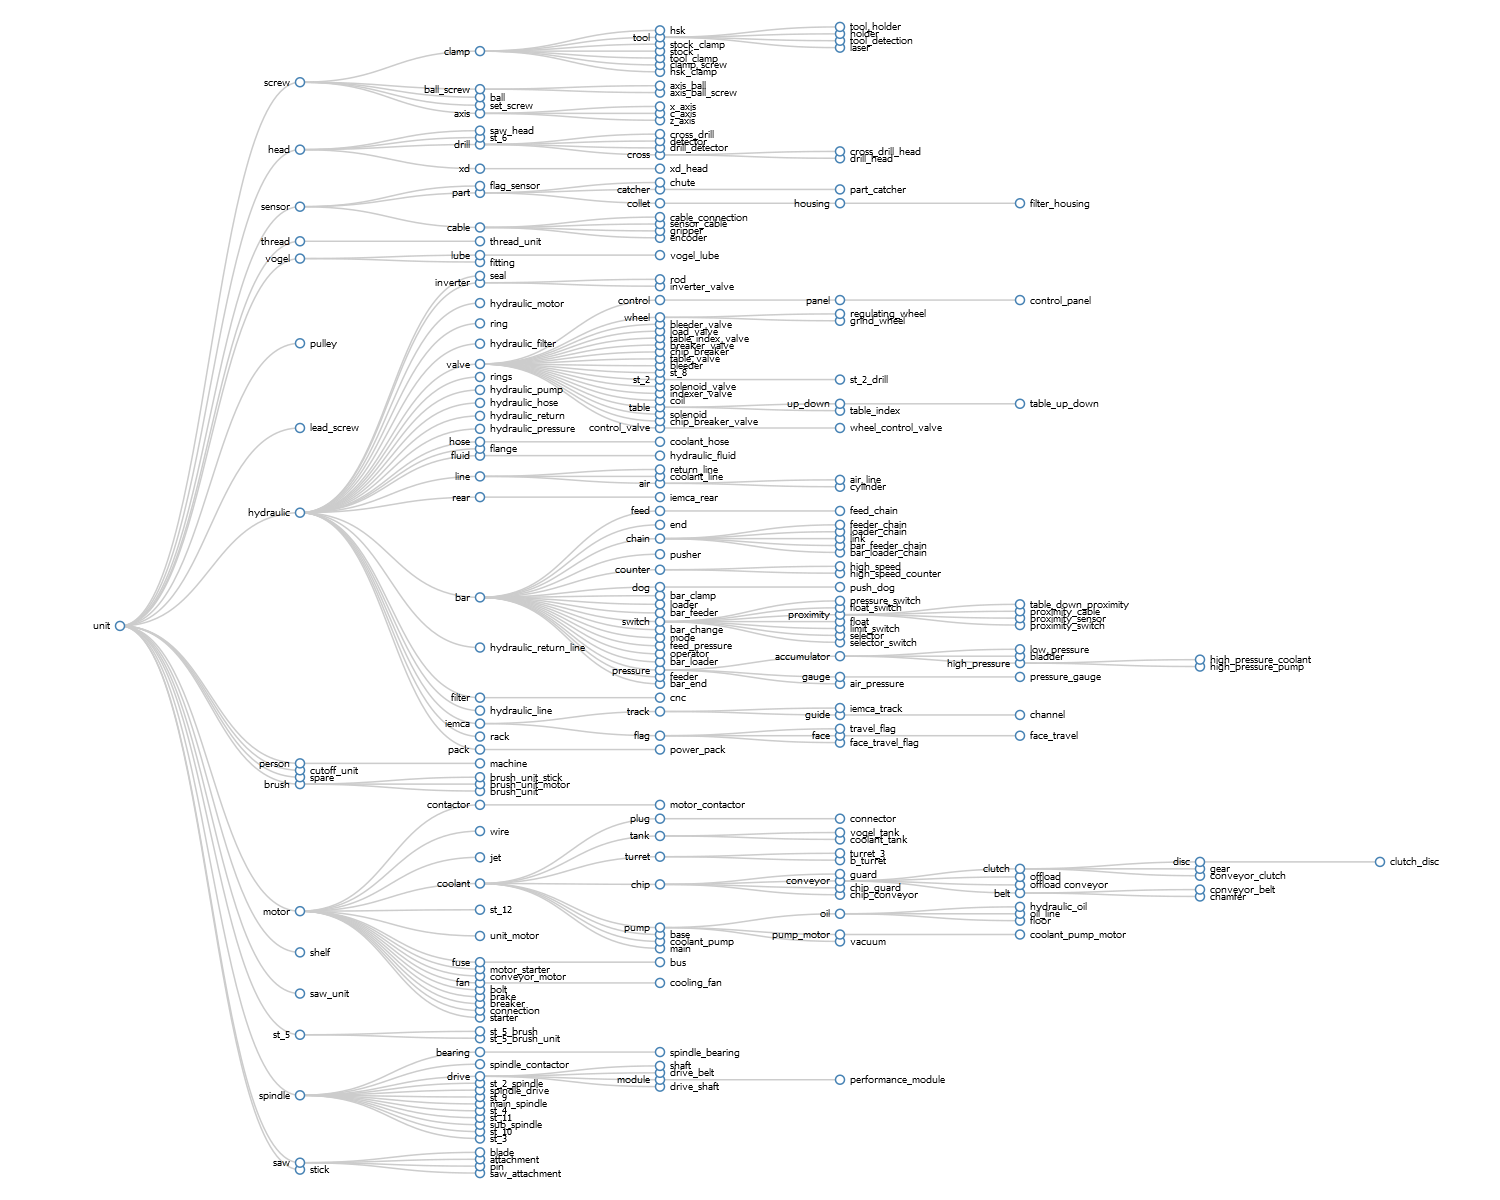 unit
screw
clamp
hsk
tool
tool_holder
holder
tool_detection
laser
stock_clamp
stock
tool_clamp
clamp_screw
hsk_clamp
ball_screw
axis_ball
axis_ball_screw
ball
set_screw
axis
x_axis
c_axis
z_axis
head
saw_head
st_6
drill
cross_drill
detector
drill_detector
cross
cross_drill_head
drill_head
xd
xd_head
sensor
flag_sensor
part
chute
catcher
part_catcher
collet
housing
filter_housing
cable
cable_connection
sensor_cable
gripper
encoder
thread
thread_unit
vogel
lube
vogel_lube
fitting
pulley
lead_screw
hydraulic
seal
inverter
rod
inverter_valve
hydraulic_motor
ring
hydraulic_filter
valve
control
panel
control_panel
wheel
regulating_wheel
grind_wheel
bleeder_valve
load_valve
table_index_valve
breaker_valve
chip_breaker
table_valve
bleeder
st_8
st_2
st_2_drill
solenoid_valve
indexer_valve
coil
table
up_down
table_up_down
table_index
solenoid
chip_breaker_valve
control_valve
wheel_control_valve
rings
hydraulic_pump
hydraulic_hose
hydraulic_return
hydraulic_pressure
hose
coolant_hose
flange
fluid
hydraulic_fluid
line
return_line
coolant_line
air
air_line
cylinder
rear
iemca_rear
bar
feed
feed_chain
end
chain
feeder_chain
loader_chain
link
bar_feeder_chain
bar_loader_chain
pusher
counter
high_speed
high_speed_counter
dog
push_dog
bar_clamp
loader
bar_feeder
switch
pressure_switch
float_switch
proximity
table_down_proximity
proximity_cable
proximity_sensor
proximity_switch
float
limit_switch
selector
selector_switch
bar_change
mode
feed_pressure
operator
bar_loader
pressure
accumulator
low_pressure
bladder
high_pressure
high_pressure_coolant
high_pressure_pump
gauge
pressure_gauge
air_pressure
feeder
bar_end
hydraulic_return_line
filter
cnc
hydraulic_line
iemca
track
iemca_track
guide
channel
flag
travel_flag
face
face_travel
face_travel_flag
rack
pack
power_pack
person
machine
cutoff_unit
spare
brush
brush_unit_stick
brush_unit_motor
brush_unit
motor
contactor
motor_contactor
wire
jet
coolant
plug
connector
tank
vogel_tank
coolant_tank
turret
turret_3
b_turret
chip
guard
conveyor
clutch
disc
clutch_disc
gear
conveyor_clutch
offload
offload_conveyor
belt
conveyor_belt
chamfer
chip_guard
chip_conveyor
pump
oil
hydraulic_oil
oil_line
floor
pump_motor
coolant_pump_motor
vacuum
base
coolant_pump
main
st_12
unit_motor
fuse
bus
motor_starter
conveyor_motor
fan
cooling_fan
bolt
brake
breaker
connection
starter
shelf
saw_unit
st_5
st_5_brush
st_5_brush_unit
spindle
bearing
spindle_bearing
spindle_contactor
drive
shaft
drive_belt
module
performance_module
drive_shaft
st_2_spindle
spindle_drive
st_9
main_spindle
st_4
st_11
sub_spindle
st_10
st_3
saw
blade
attachment
pin
saw_attachment
stick